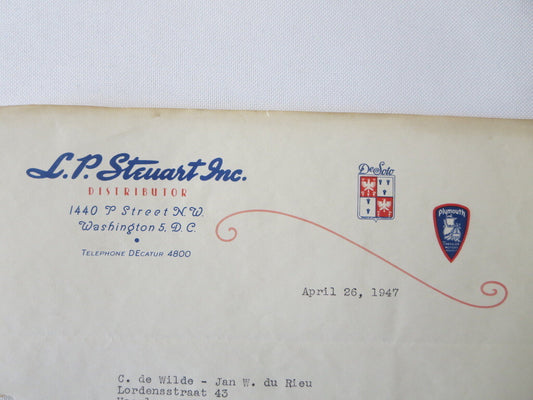 L.P. Steuart Inc.
DISTRIBUTOR
1440 P Street N.W.
Washington 5, D.C.
TELEPHONE DECATUR 4800
DeSoto
Plymouth
April 26, 1947
C. de Wilde - Jan W. du Rieu
Lordensstraat 43